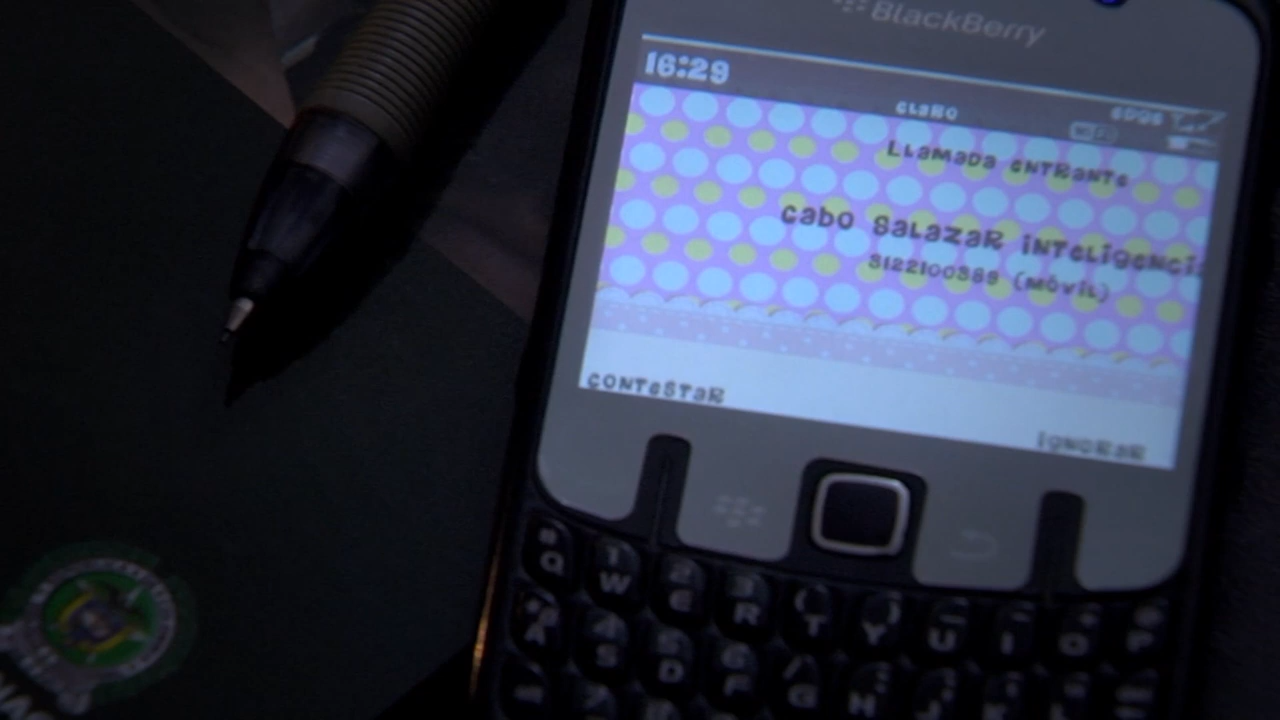 BlackBerry
16:29
CLARO
EDGE
LLamada entrante
Cabo Salazar inteligenci
3122100389 (móvil)
Contestar
ignorar
Q W E R T Y U I O P
A S D F G H J K L